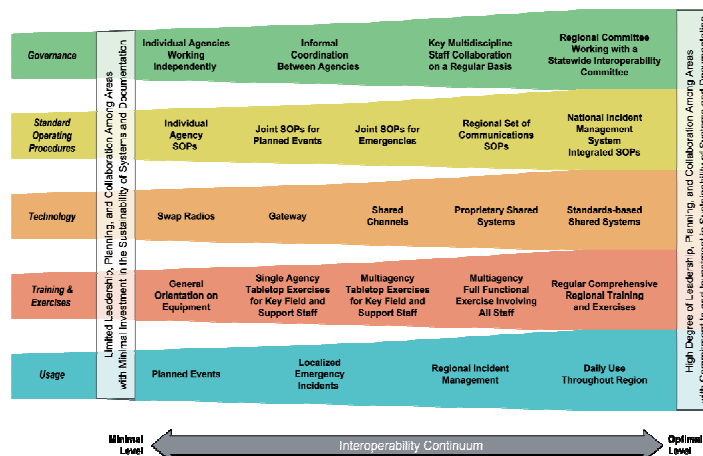 Governance
Individual Agencies
Working
Independently
Informal
Coordination
Between Agencies
Key Multidiscipline
Staff Collaboration
on a Regular Basis
Regional Committee
Working with a
Statewide Interoperability
Committee
Standard
Operating
Procedures
Individual
Agency
SOPs
Joint SOPs for
Planned Events
Joint SOPs for
Emergencies
Regional Set of
Communications
SOPs
National Incident
Management
System
Integrated SOPs
Technology
Swap Radios
Gateway
Shared
Channels
Proprietary Shared
Systems
Standards-based
Shared Systems
Training &
Exercises
General
Orientation on
Equipment
Single Agency
Tabletop Exercises
for Key Field and
Support Staff
Multiagency
Tabletop Exercises
for Key Field and
Support Staff
Multiagency
Full Functional
Exercise Involving
All Staff
Regular Comprehensive
Regional Training
and Exercises
Usage
Planned Events
Localized
Emergency
Incidents
Regional Incident
Management
Daily Use
Throughout Region
Limited Leadership, Planning, and Collaboration Among Areas
with Minimal Investment in the Sustainability of Systems and Documentation
High Degree of Leadership, Planning, and Collaboration Among Areas
Minimal
Level
Interoperability Continuum
Optimal
Level